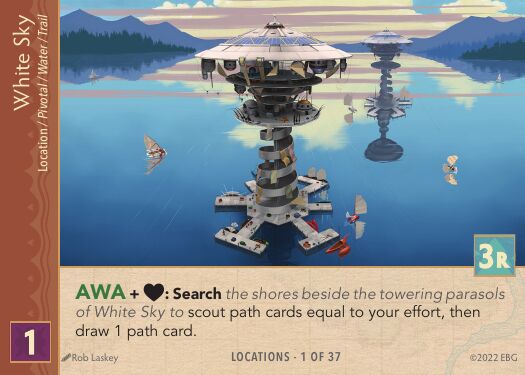 White Sky
Location / Pivotal / Water / Trail
3R
AWA + ♥: Search the shores beside the towering parasols
of White Sky to scout path cards equal to your effort, then
draw 1 path card.
1
Rob Laskey
LOCATIONS - 1 OF 37
©2022 EBG